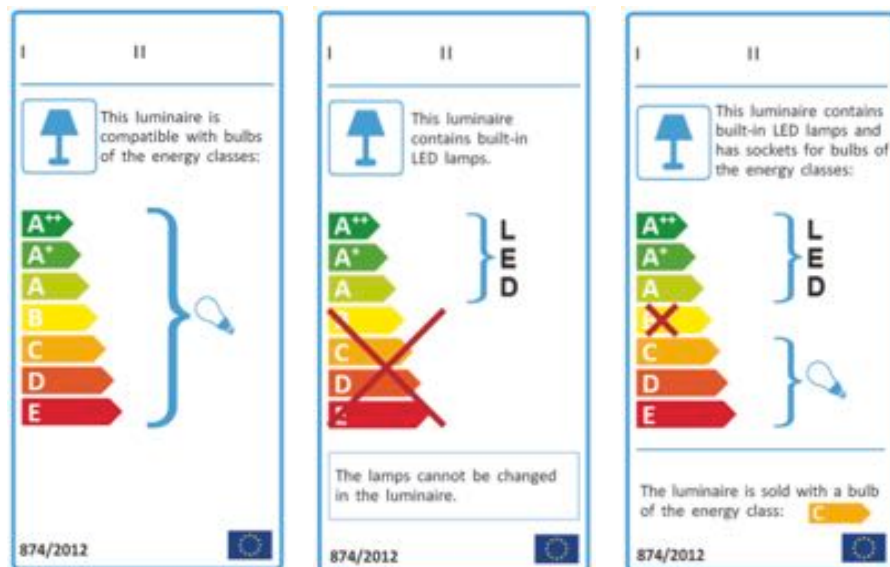 I II
This luminaire is
compatible with bulbs
of the energy classes:
A++
A+
A
B
C
D
E
874/2012
I II
This luminaire
contains built-in
LED lamps.
A++
A+
A
L
E
D
C
D
E
The lamps cannot be changed
in the luminaire.
874/2012
I II
This luminaire contains
built-in LED lamps and
has sockets for bulbs of
the energy classes:
A++
A+
A
L
E
D
C
D
E
The luminaire is sold with a bulb
of the energy class: C
874/2012